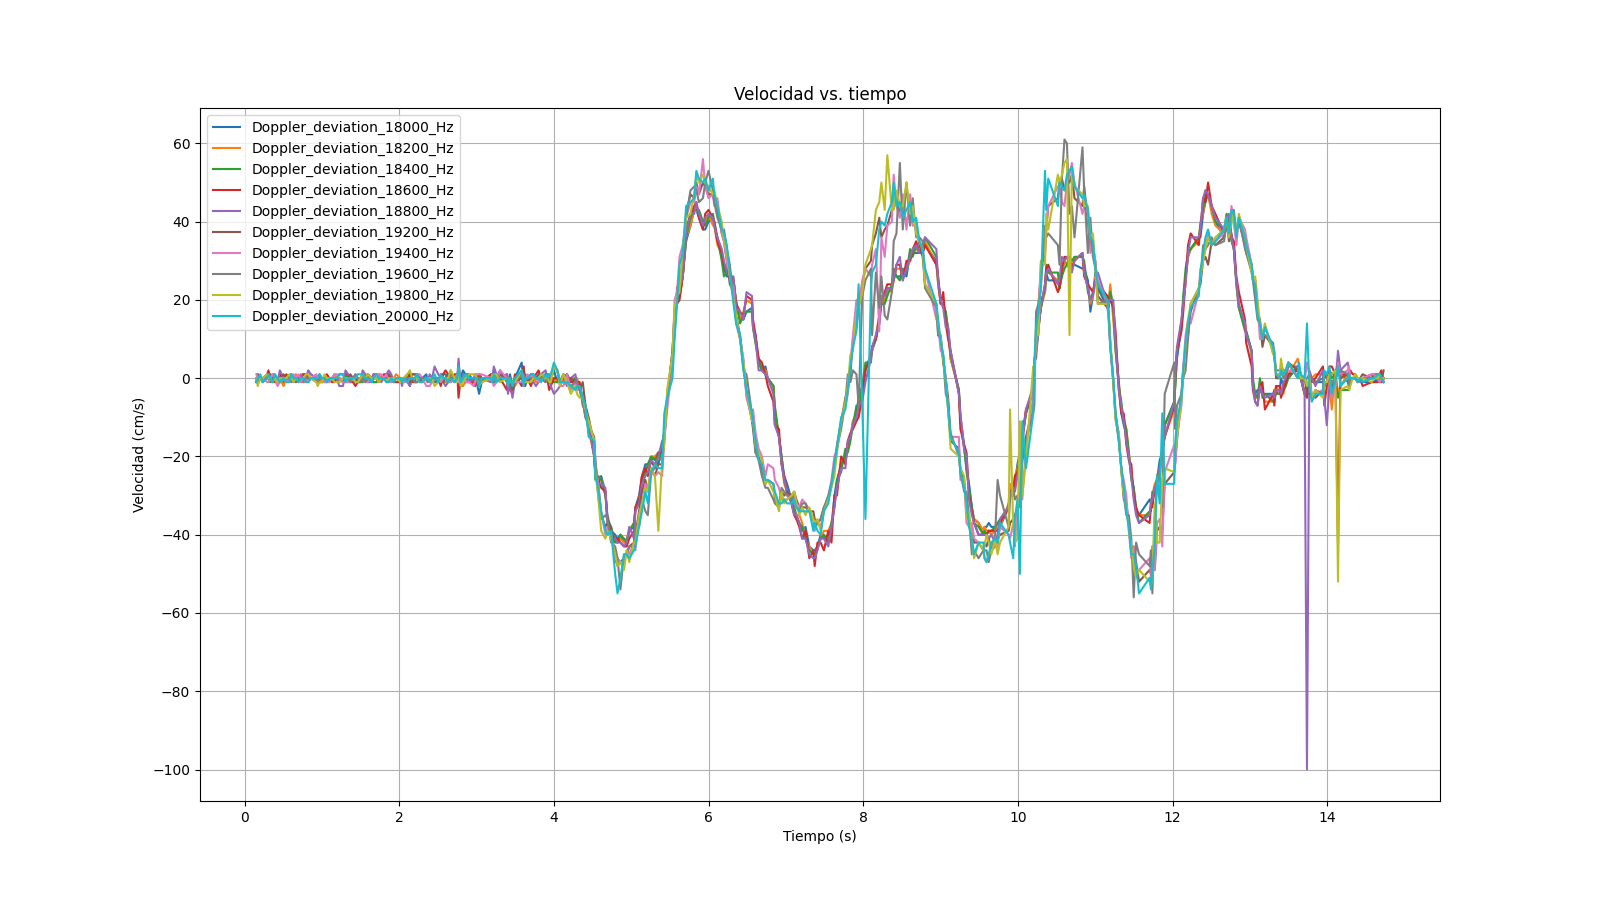 Velocidad vs. tiempo
Doppler_deviation_18000_Hz
Doppler_deviation_18200_Hz
Doppler_deviation_18400_Hz
Doppler_deviation_18600_Hz
Doppler_deviation_18800_Hz
Doppler_deviation_19200_Hz
Doppler_deviation_19400_Hz
Doppler_deviation_19600_Hz
Doppler_deviation_19800_Hz
Doppler_deviation_20000_Hz
Velocidad (cm/s)
60
40
20
0
−20
−40
−60
−80
−100
0 2 4 6 8 10 12 14
Tiempo (s)